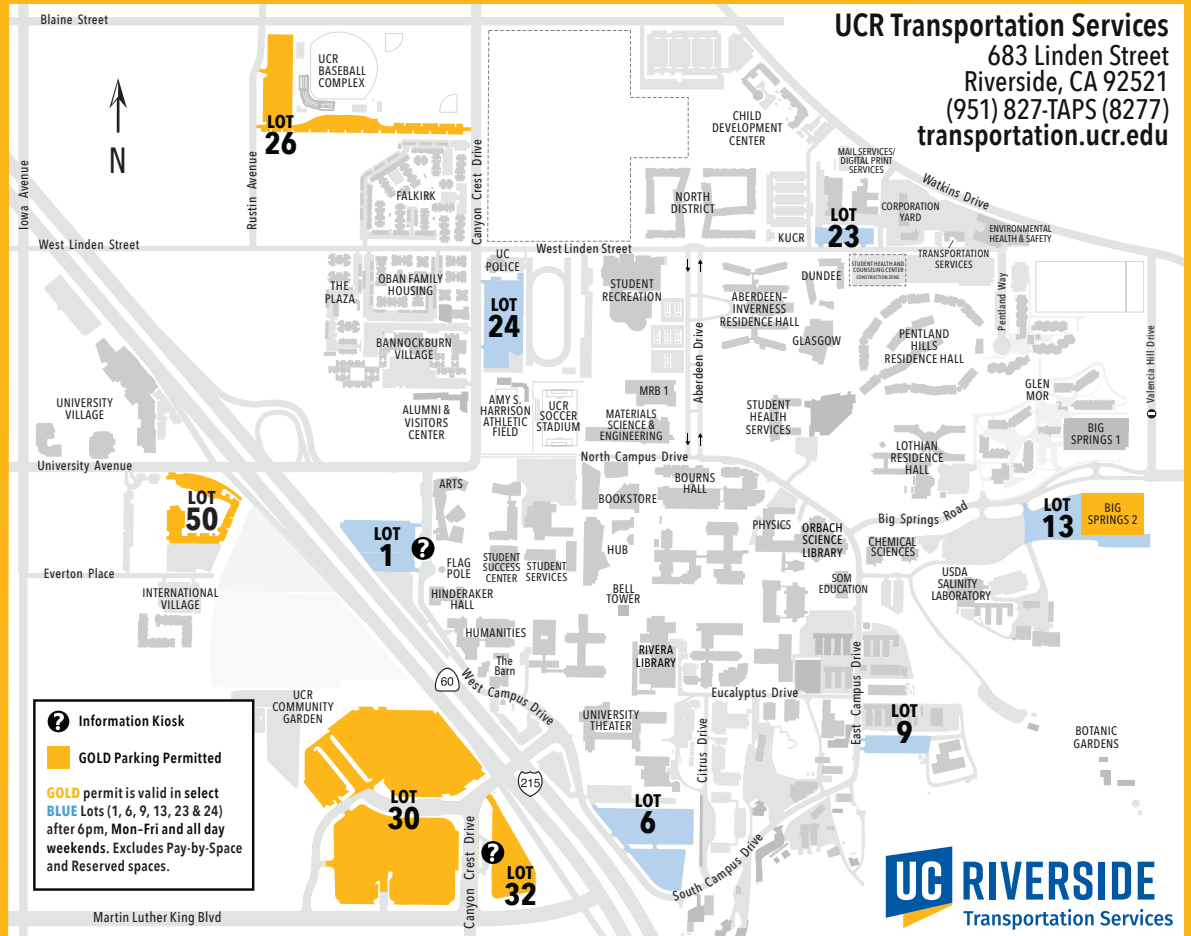 Blaine Street
UCR Transportation Services
683 Linden Street
Riverside, CA 92521
(951) 827-TAPS (8277)
transportation.ucr.edu
UCR
BASEBALL
COMPLEX
LOT
26
N
Iowa Avenue
Rustin Avenue
Canyon Crest Drive
FALKIRK
CHILD
DEVELOPMENT
CENTER
MAIL SERVICES/
DIGITAL PRINT
SERVICES
Watkins Drive
NORTH
DISTRICT
KUCR
LOT
23
CORPORATION
YARD
ENVIRONMENTAL
HEALTH & SAFETY
TRANSPORTATION
SERVICES
STUDENT HEALTH AND
COUNSELING CENTER
CONSTRUCTION ZONE
West Linden Street
West Linden Street
UC
POLICE
LOT
24
THE
PLAZA
OBAN FAMILY
HOUSING
BANNOCKBURN
VILLAGE
STUDENT
RECREATION
ABERDEEN–
INVERNESS
RESIDENCE HALL
DUNDEE
GLASGOW
PENTLAND
HILLS
RESIDENCE HALL
Pentland Way
Valencia Hill Drive
Aberdeen Drive
UNIVERSITY
VILLAGE
ALUMNI &
VISITORS
CENTER
AMY S.
HARRISON
ATHLETIC
FIELD
UCR
SOCCER
STADIUM
MRB 1
MATERIALS
SCIENCE &
ENGINEERING
STUDENT
HEALTH
SERVICES
GLEN
MOR
BIG
SPRINGS 1
LOTHIAN
RESIDENCE
HALL
University Avenue
North Campus Drive
LOT
50
ARTS
BOOKSTORE
BOURNS
HALL
LOT
1
?
FLAG
POLE
STUDENT
SUCCESS
CENTER
STUDENT
SERVICES
HUB
PHYSICS
ORBACH
SCIENCE
LIBRARY
Big Springs Road
CHEMICAL
SCIENCES
LOT
13
BIG
SPRINGS 2
Everton Place
INTERNATIONAL
VILLAGE
HINDERAKER
HALL
BELL
TOWER
SOM
EDUCATION
USDA
SALINITY
LABORATORY
HUMANITIES
The
Barn
RIVERA
LIBRARY
60
West Campus Drive
Eucalyptus Drive
East Campus Drive
UCR
COMMUNITY
GARDEN
UNIVERSITY
THEATER
Citrus Drive
LOT
9
BOTANIC
GARDENS
? Information Kiosk
GOLD Parking Permitted
GOLD permit is valid in select
BLUE Lots (1, 6, 9, 13, 23 & 24)
after 6pm, Mon–Fri and all day
weekends. Excludes Pay-by-Space
and Reserved spaces.
LOT
30
215
LOT
6
?
LOT
32
Canyon Crest Drive
South Campus Drive
Martin Luther King Blvd
UC RIVERSIDE
Transportation Services